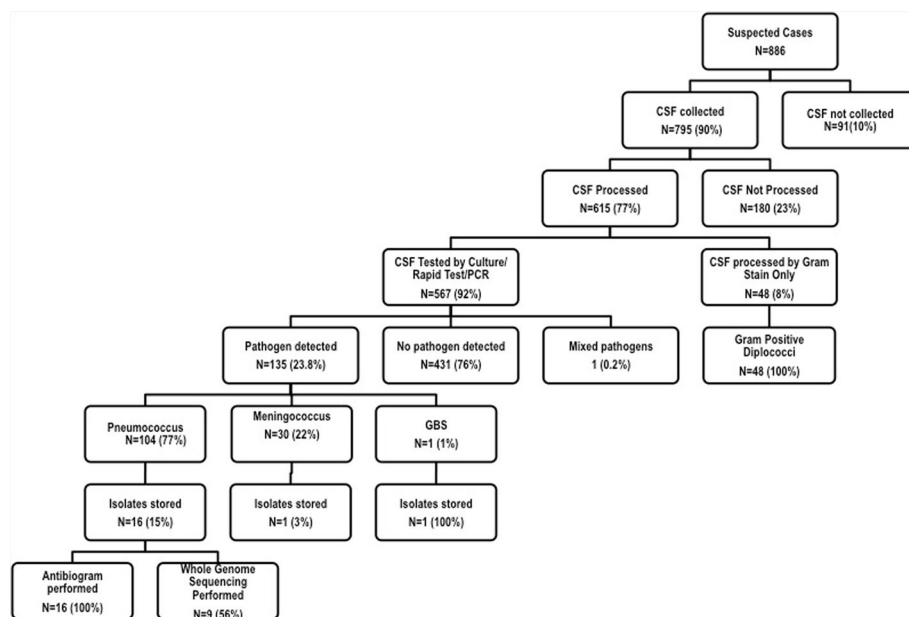 Suspected Cases
N=886
CSF collected
N=795 (90%)
CSF not collected
N=91(10%)
CSF Processed
N=615 (77%)
CSF Not Processed
N=180 (23%)
CSF Tested by Culture/
Rapid Test/PCR
N=567 (92%)
CSF processed by Gram
Stain Only
N=48 (8%)
Pathogen detected
N=135 (23.8%)
No pathogen detected
N=431 (76%)
Mixed pathogens
1 (0.2%)
Gram Positive
Diplococci
N=48 (100%)
Pneumococcus
N=104 (77%)
Meningococcus
N=30 (22%)
GBS
N=1 (1%)
Isolates stored
N=16 (15%)
Isolates stored
N=1 (3%)
Isolates stored
N=1 (100%)
Antibiogram
performed
N=16 (100%)
Whole Genome
Sequencing
Performed
N=9 (56%)